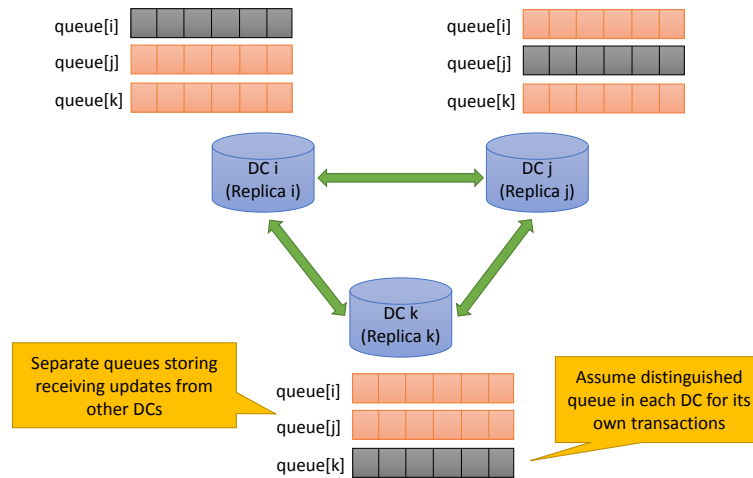 queue[i]
queue[j]
queue[k]
queue[i]
queue[j]
queue[k]
DC i
(Replica i)
DC j
(Replica j)
DC k
(Replica k)
Separate queues storing
receiving updates from
other DCs
queue[i]
queue[j]
queue[k]
Assume distinguished
queue in each DC for its
own transactions